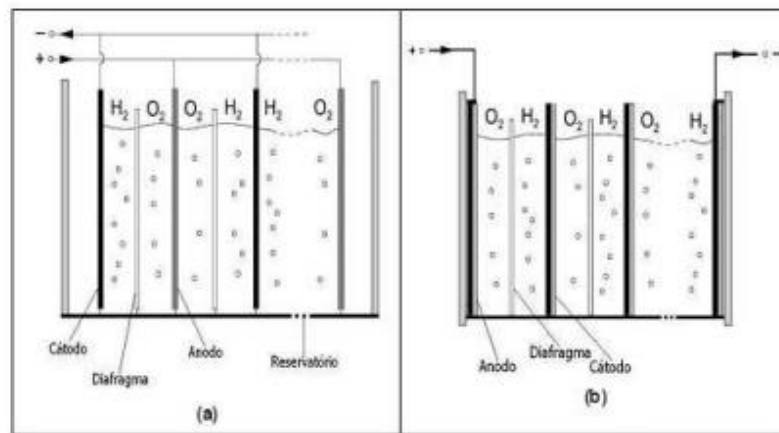 H₂ O₂ O₂ H₂ H₂ O₂
Cátodo
Diafragma
Anodo
Reservatório
(a)
O₂ H₂ O₂ H₂ O₂ H₂
Anodo
Diafragma
Cátodo
(b)